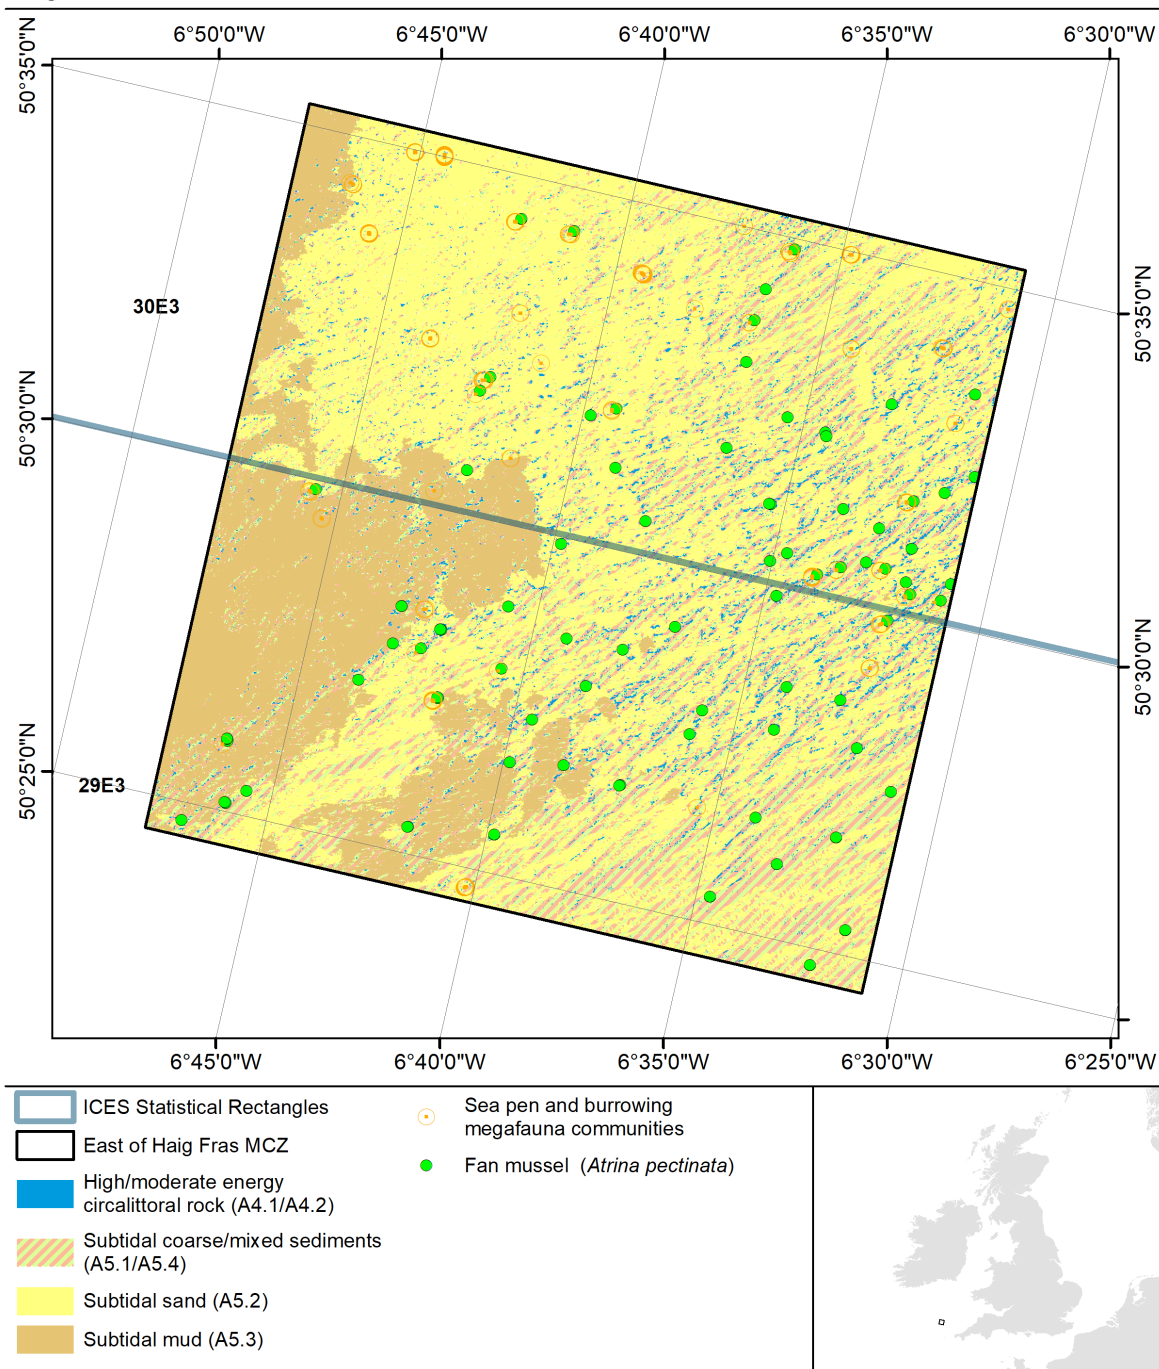 6°50'0"W 6°45'0"W 6°40'0"W 6°35'0"W 6°30'0"W
50°35'0"N
50°35'0"N
30E3
50°30'0"N
50°30'0"N
50°25'0"N
29E3
6°45'0"W 6°40'0"W 6°35'0"W 6°30'0"W 6°25'0"W
ICES Statistical Rectangles
East of Haig Fras MCZ
High/moderate energy
circalittoral rock (A4.1/A4.2)
Subtidal coarse/mixed sediments
(A5.1/A5.4)
Subtidal sand (A5.2)
Subtidal mud (A5.3)
Sea pen and burrowing
megafauna communities
Fan mussel (Atrina pectinata)